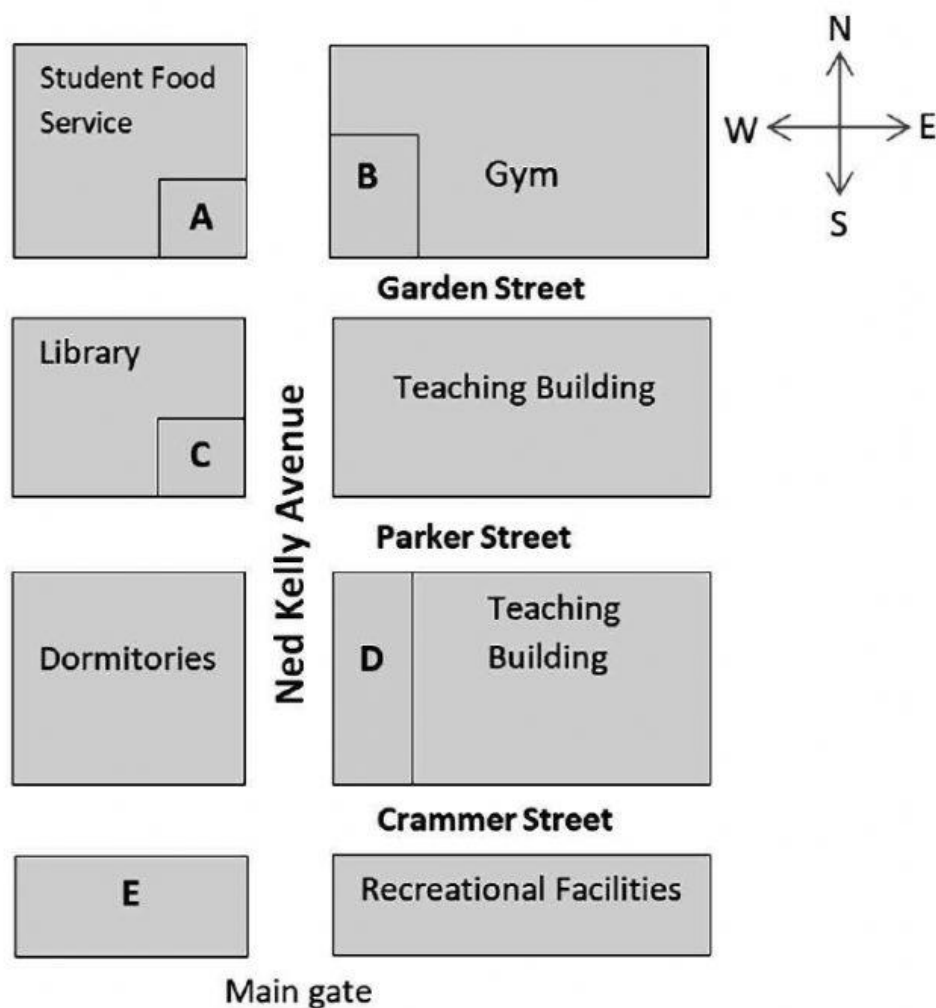 N
W E
S
Student Food
Service
A
B
Gym
Garden Street
Library
C
Teaching Building
Ned Kelly Avenue
Parker Street
Dormitories
D
Teaching
Building
Crammer Street
E
Recreational Facilities
Main gate